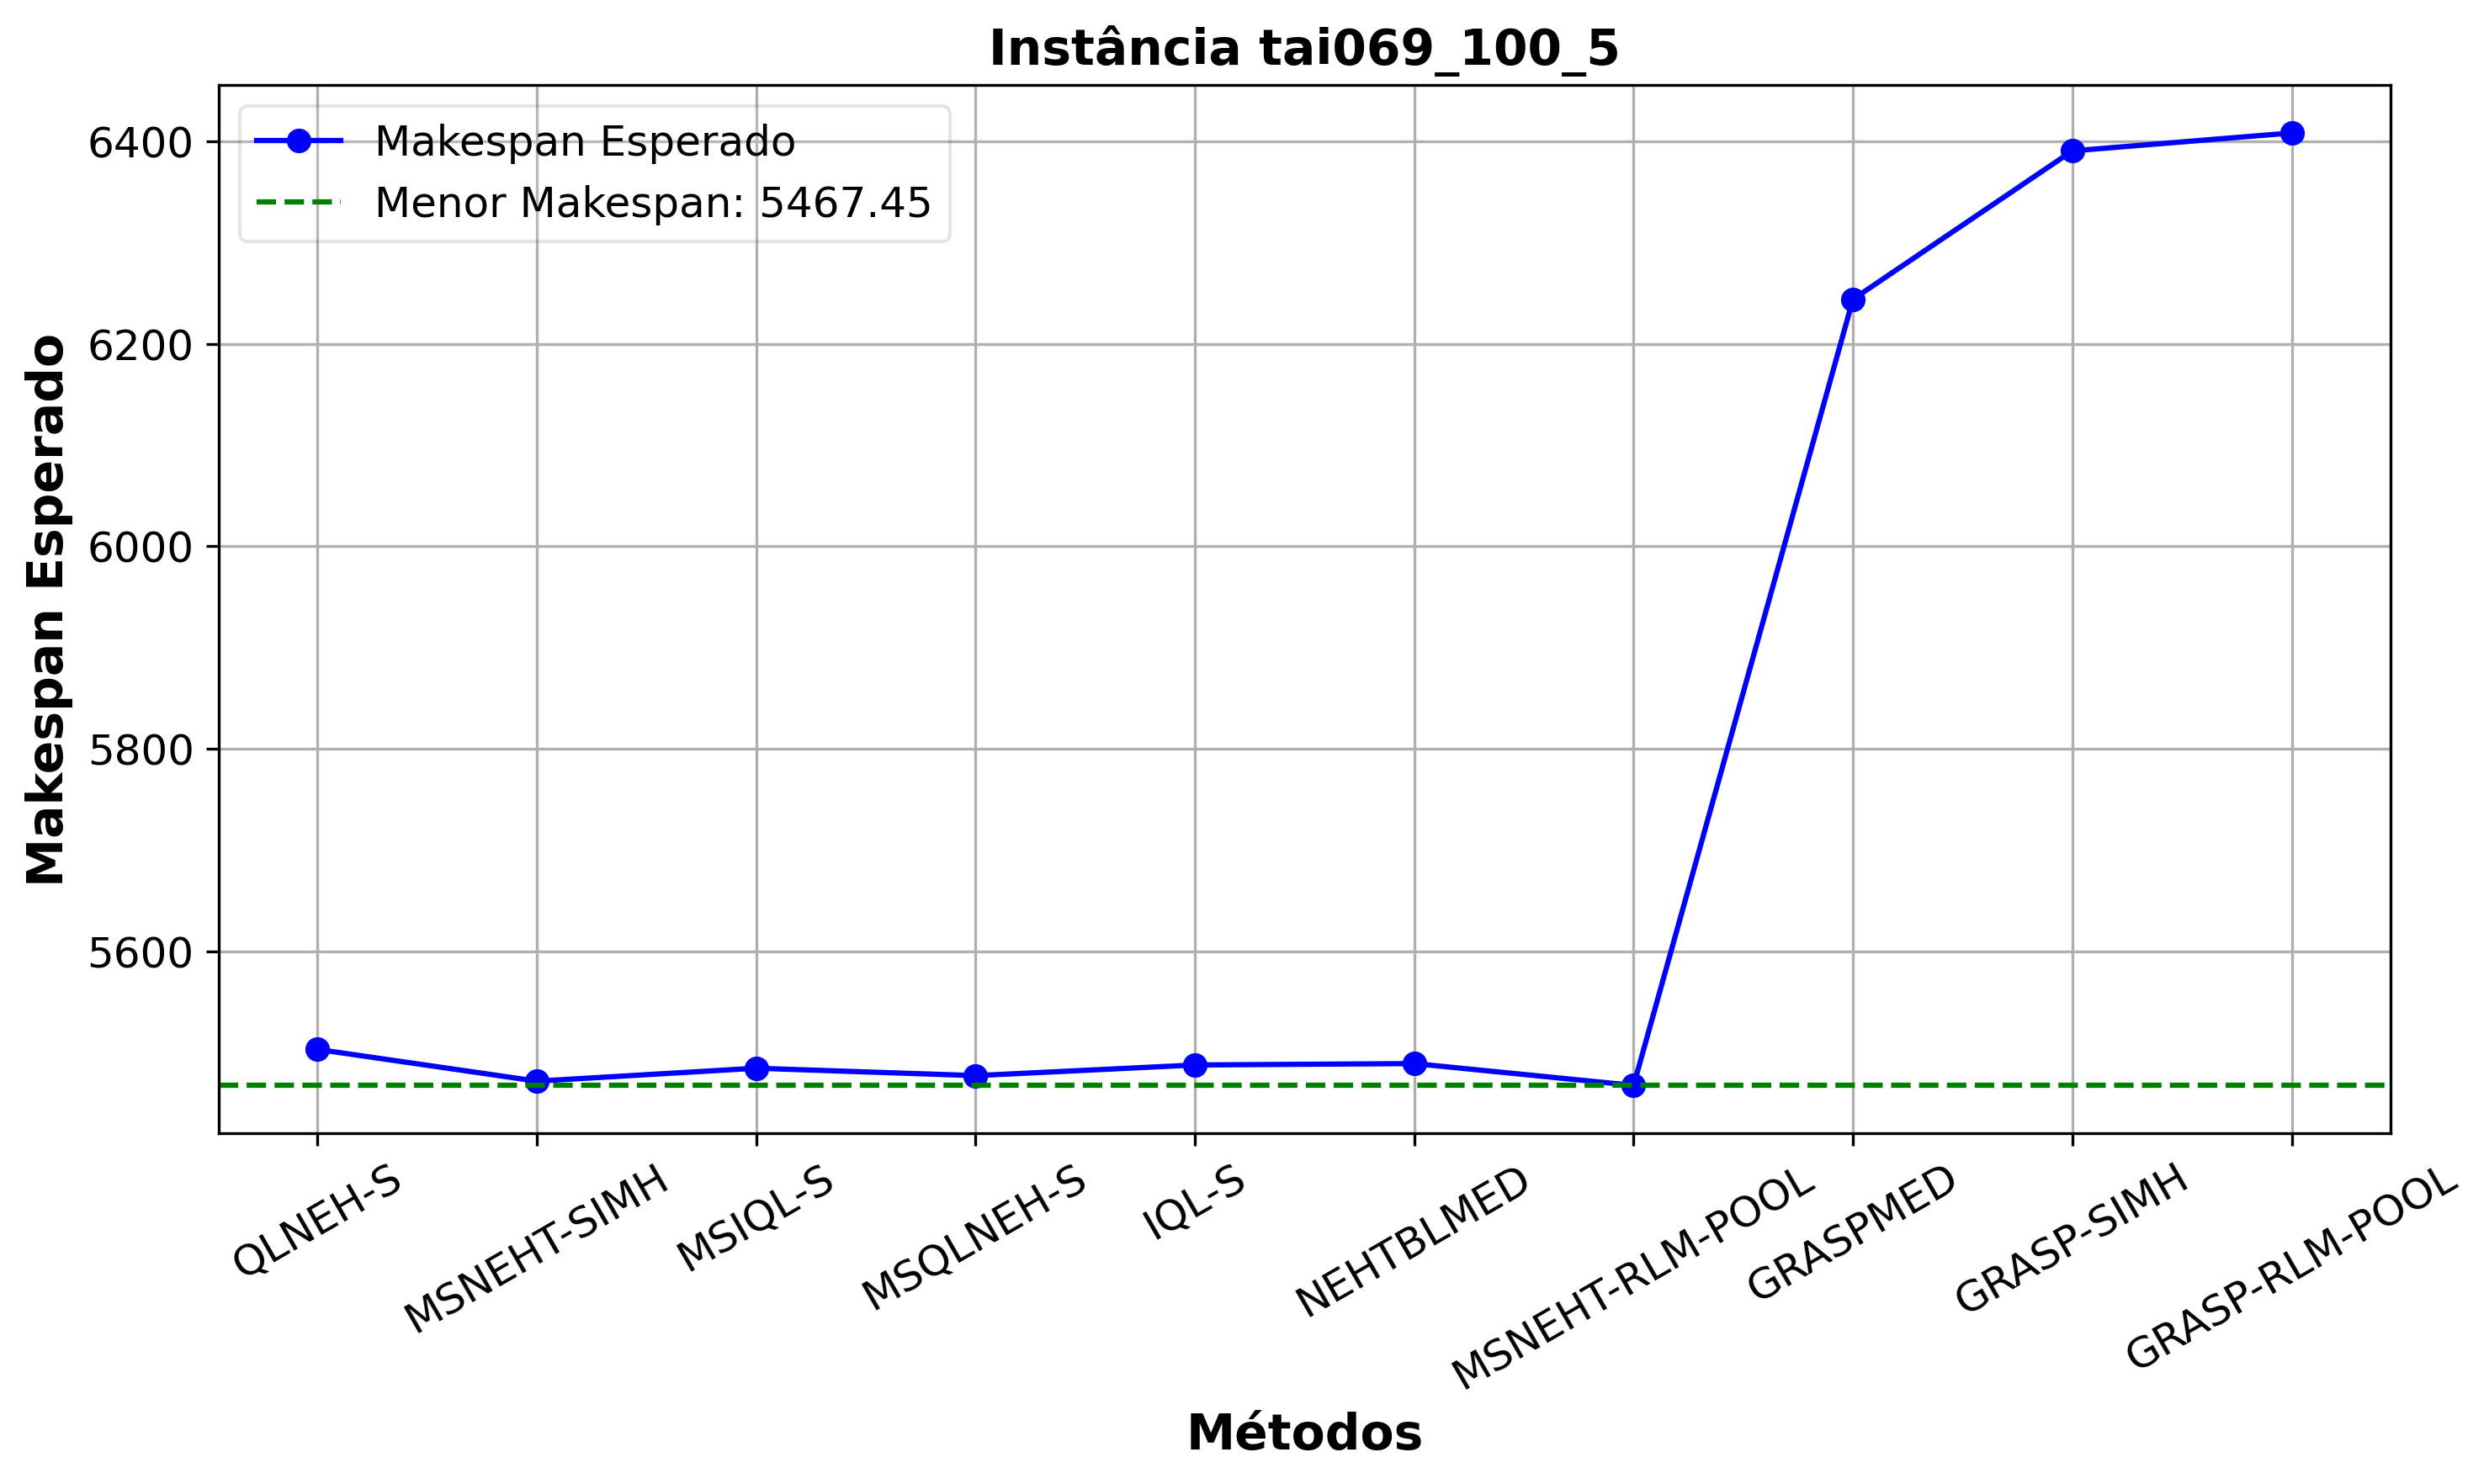 Instância tai069_100_5
Makespan Esperado
Menor Makespan: 5467.45
Makespan Esperado
6400
6200
6000
5800
5600
QLNEH-S
MSNEHT-SIMH
MSIQL-S
MSQLNEH-S
IQL-S
NEHTBLMED
MSNEHT-RLM-POOL
GRASPMED
GRASP-SIMH
GRASP-RLM-POOL
Métodos